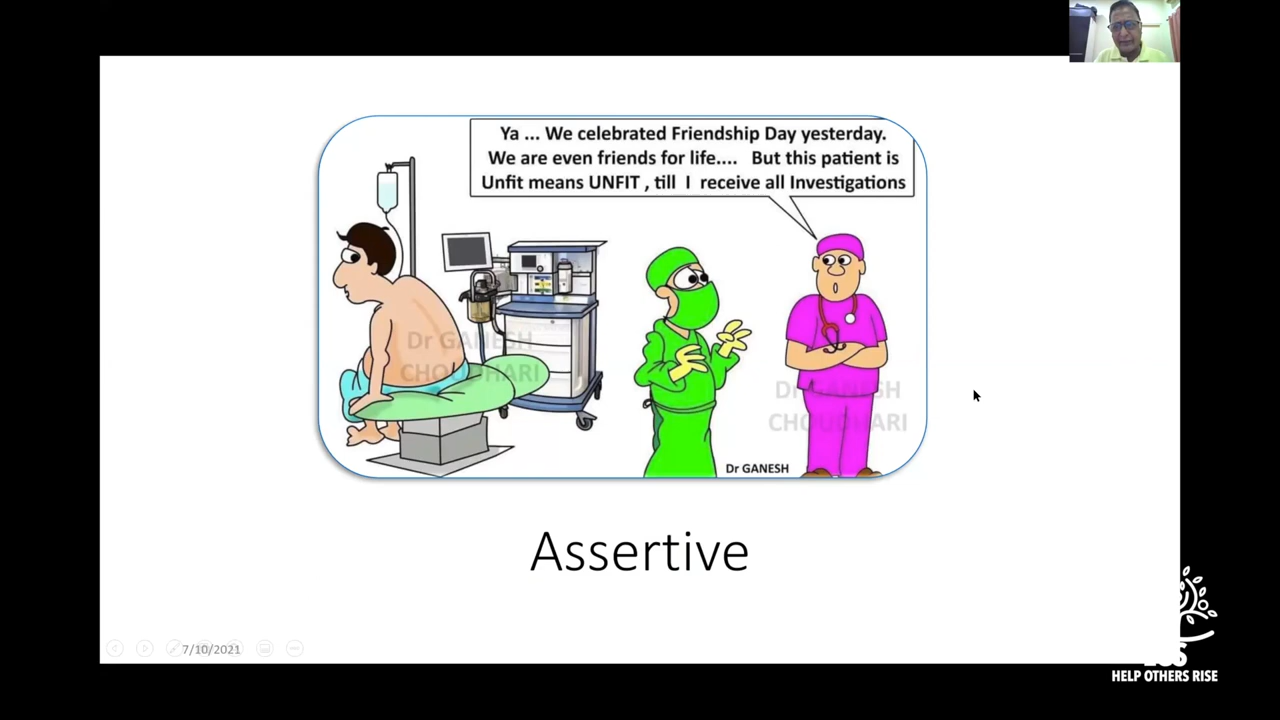 Ya ... We celebrated Friendship Day yesterday.
We are even friends for life.... But this patient is
Unfit means UNFIT , till I receive all Investigations
Dr GANESH
CHOUDHARI
Dr GANESH
CHOUDHARI
Dr GANESH
Assertive
7/10/2021
HELP OTHERS RISE